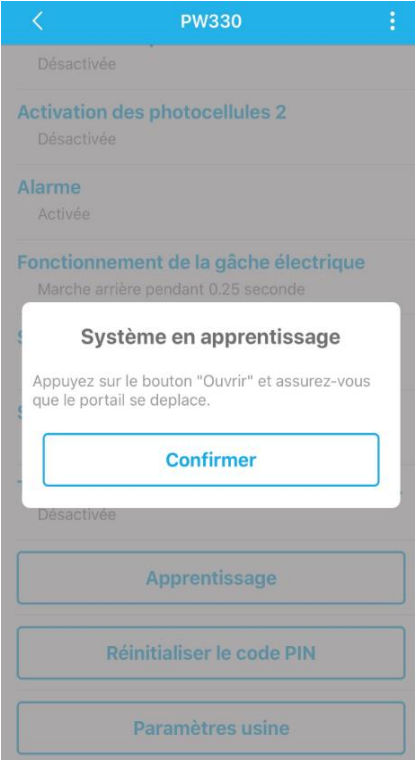 PW330
Désactivée
Activation des photocellules 2
Désactivée
Alarme
Activée
Fonctionnement de la gâche électrique
Marche arrière pendant 0.25 seconde
Système en apprentissage
Appuyez sur le bouton "Ouvrir" et assurez-vous
que le portail se deplace.
Confirmer
Désactivée
Apprentissage
Réinitialiser le code PIN
Paramètres usine